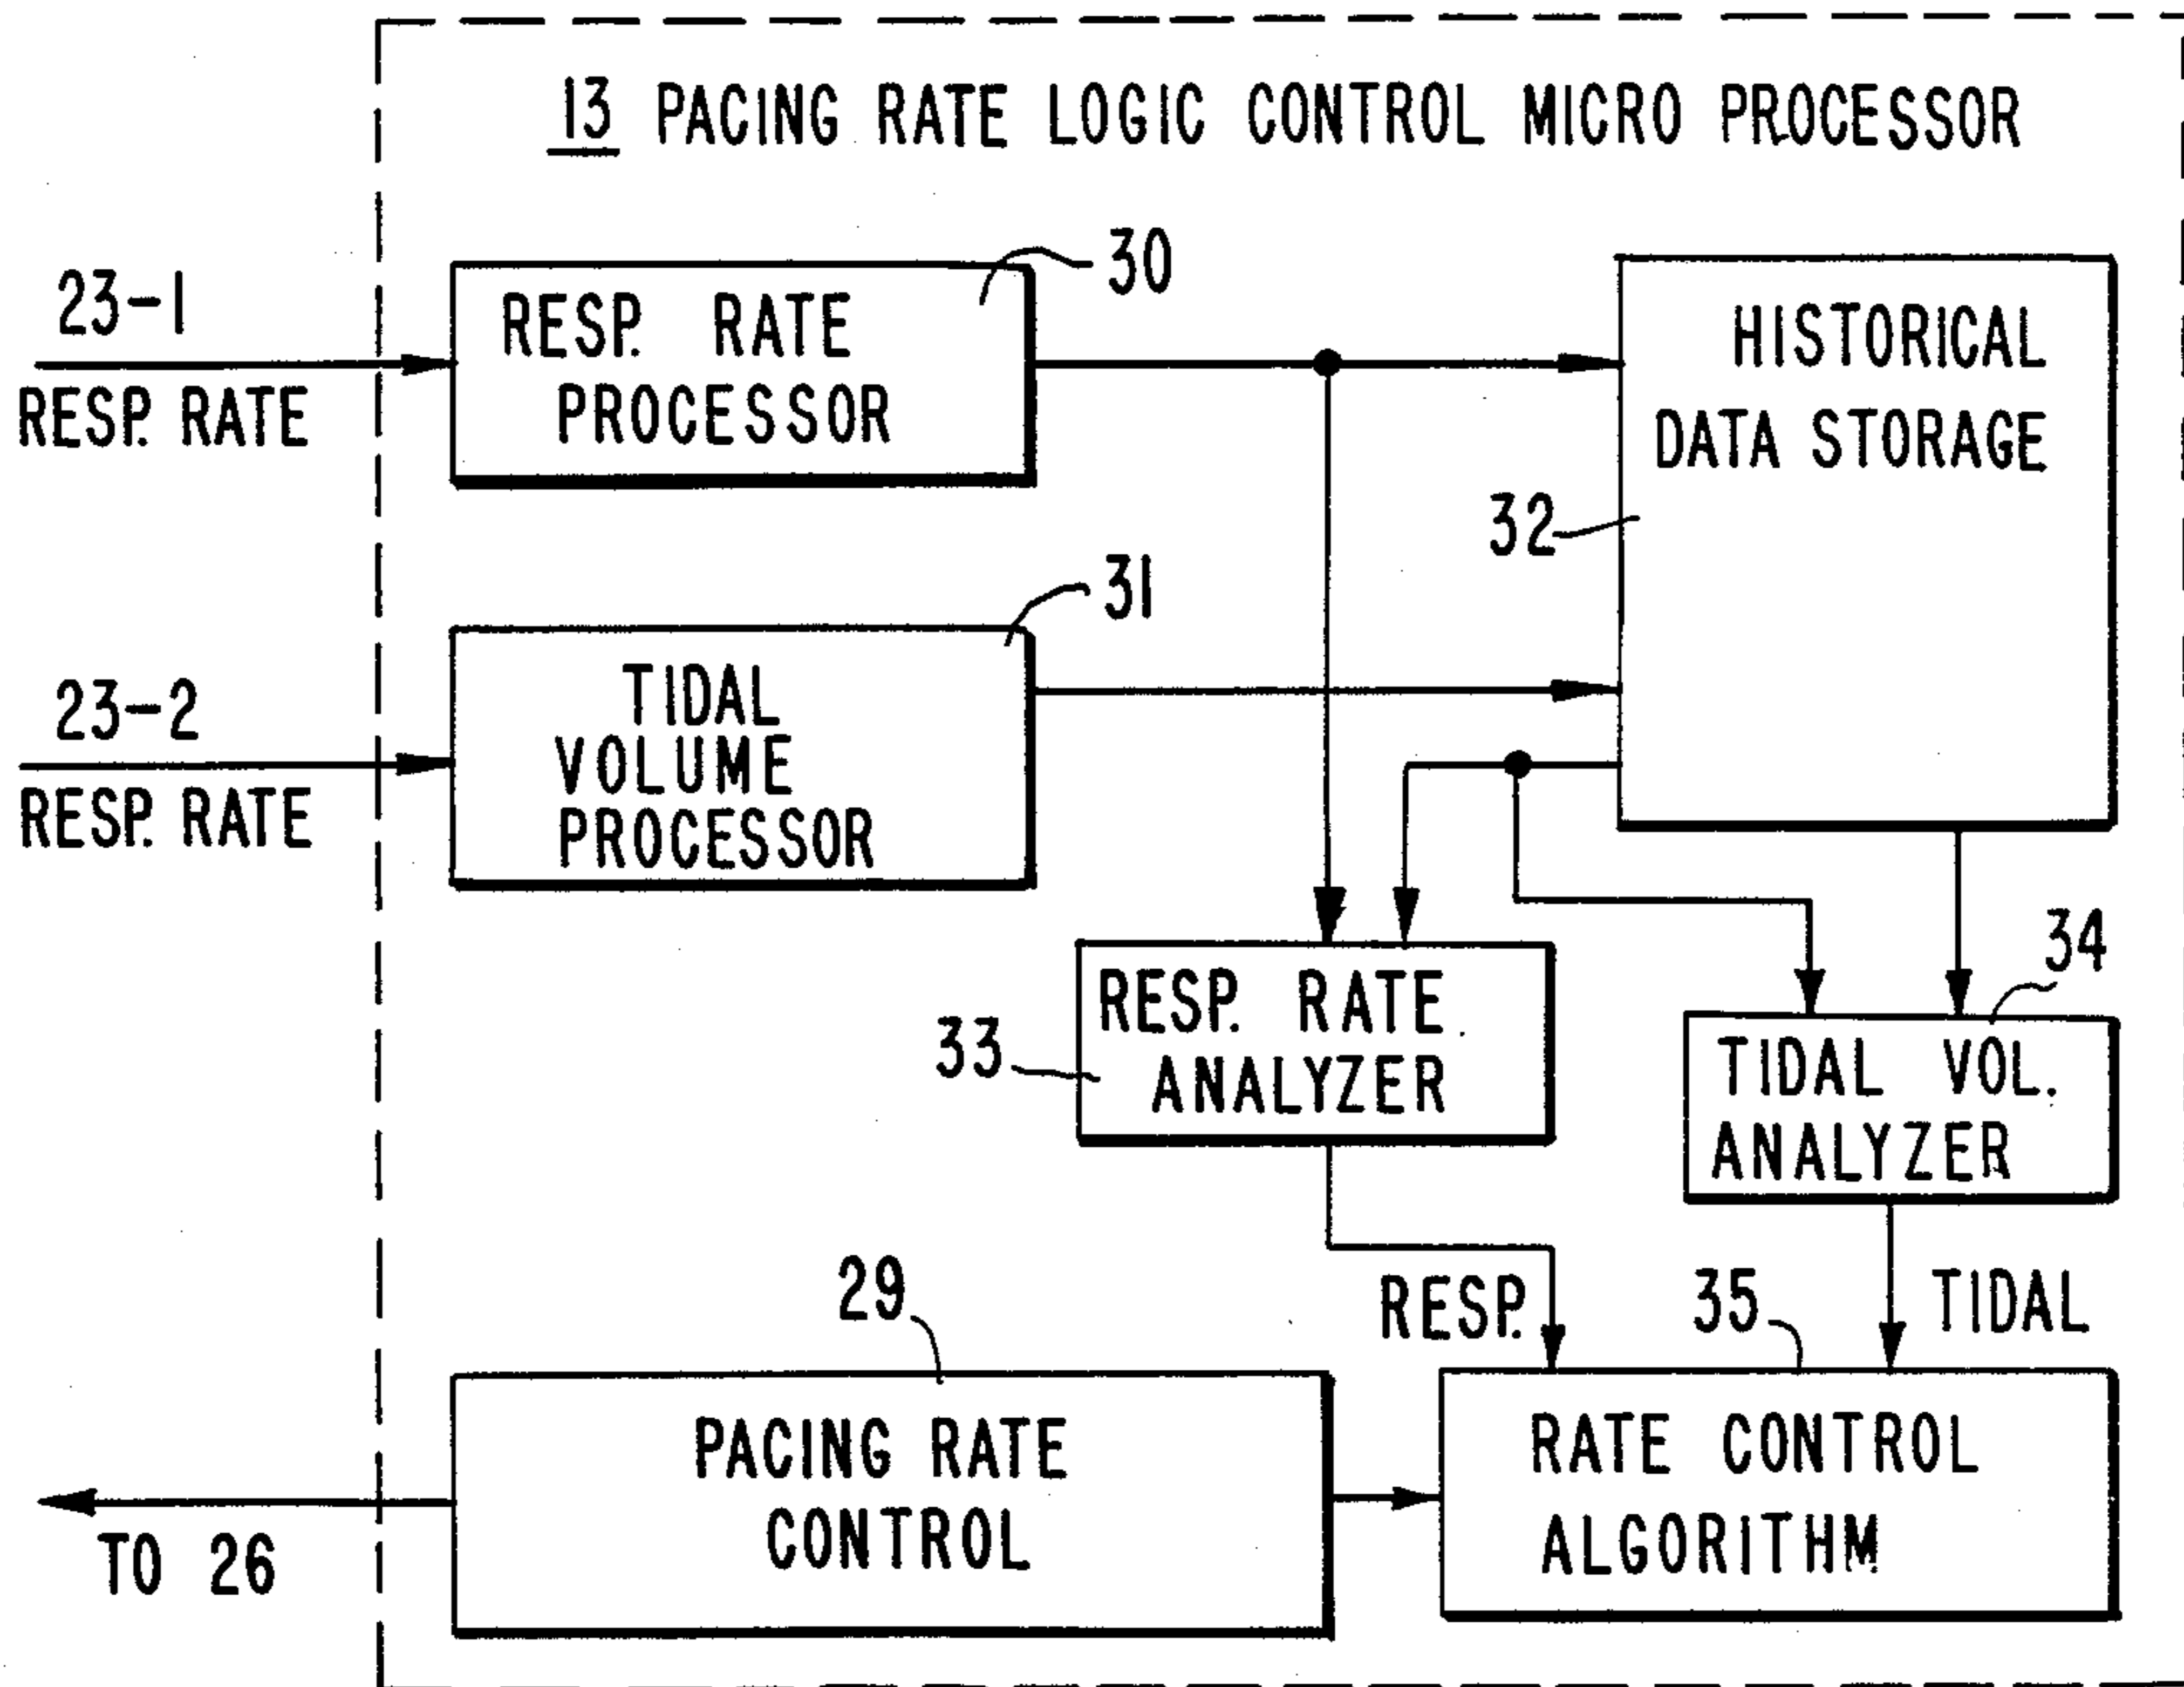 13 PACING RATE LOGIC CONTROL MICRO PROCESSOR
23-1
RESP. RATE
RESP. RATE
PROCESSOR
30
HISTORICAL
DATA STORAGE
32
31
23-2
RESP. RATE
TIDAL
VOLUME
PROCESSOR
33
RESP. RATE
ANALYZER
34
TIDAL VOL.
ANALYZER
29
RESP.
35
TIDAL
PACING RATE
CONTROL
RATE CONTROL
ALGORITHM
TO 26